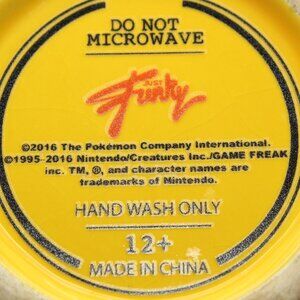 DO NOT
MICROWAVE
JUST
Funky
©2016 The Pokémon Company International.
©1995-2016 Nintendo/Creatures Inc./GAME FREAK
inc. TM, ®, and character names are
trademarks of Nintendo.
HAND WASH ONLY
12+
MADE IN CHINA